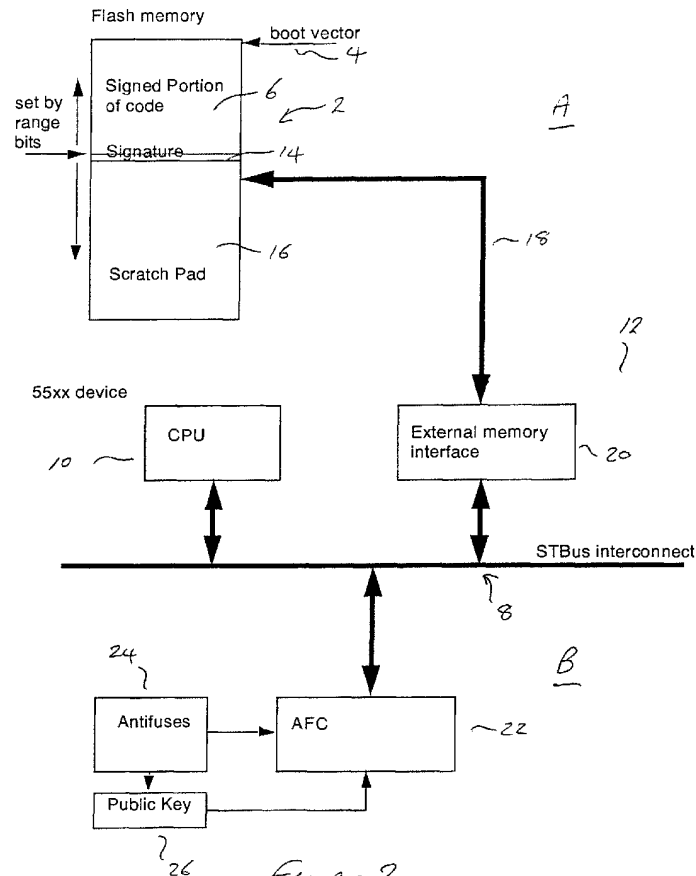 Flash memory
boot vector
4
Signed Portion
of code
6
2
A
set by
range
bits
Signature
14
18
16
Scratch Pad
12
55xx device
CPU
10
External memory
interface
20
STBus interconnect
8
24
B
Antifuses
AFC
22
Public Key
26